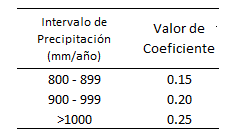 Intervalo de
Precipitación
(mm/año)
Valor de
Coeficiente
800 - 899 0.15
900 - 999 0.20
>1000 0.25